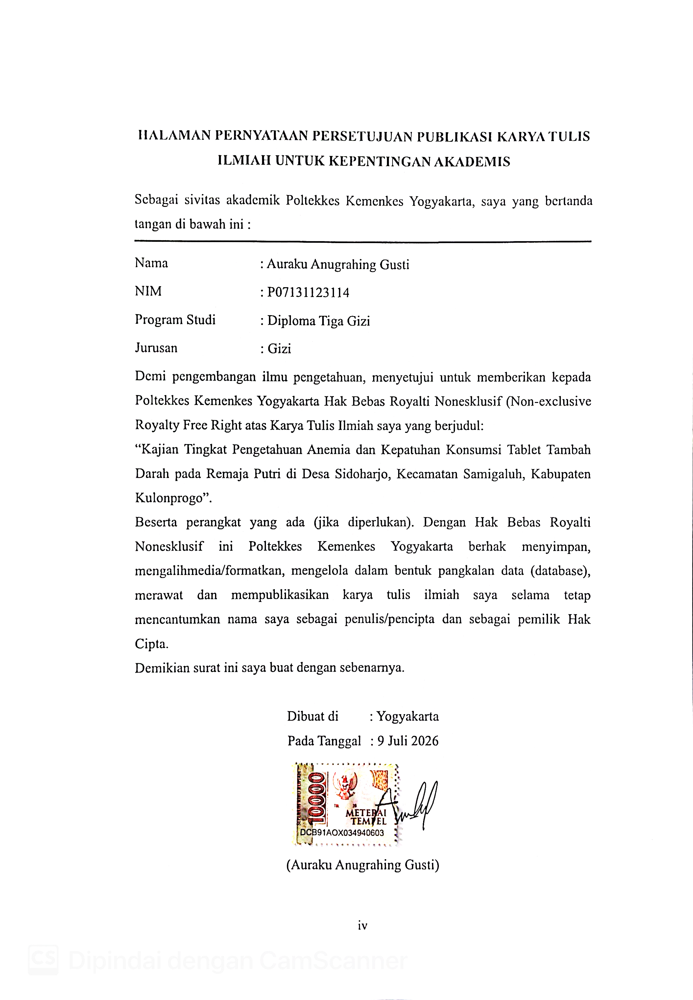 HALAMAN PERNYATAAN PERSETUJUAN PUBLIKASI KARYA TULIS
ILMIAH UNTUK KEPENTINGAN AKADEMIS
Sebagai sivitas akademik Poltekkes Kemenkes Yogyakarta, saya yang bertanda
tangan di bawah ini :
Nama : Auraku Anugrahing Gusti
NIM : P07131123114
Program Studi : Diploma Tiga Gizi
Jurusan : Gizi
Demi pengembangan ilmu pengetahuan, menyetujui untuk memberikan kepada
Poltekkes Kemenkes Yogyakarta Hak Bebas Royalti Nonesklusif (Non-exclusive
Royalty Free Right atas Karya Tulis Ilmiah saya yang berjudul:
“Kajian Tingkat Pengetahuan Anemia dan Kepatuhan Konsumsi Tablet Tambah
Darah pada Remaja Putri di Desa Sidoharjo, Kecamatan Samigaluh, Kabupaten
Kulonprogo”.
Beserta perangkat yang ada (jika diperlukan). Dengan Hak Bebas Royalti
Nonesklusif ini Poltekkes Kemenkes Yogyakarta berhak menyimpan,
mengalihmedia/formatkan, mengelola dalam bentuk pangkalan data (database),
merawat dan mempublikasikan karya tulis ilmiah saya selama tetap
mencantumkan nama saya sebagai penulis/pencipta dan sebagai pemilik Hak
Cipta.
Demikian surat ini saya buat dengan sebenarnya.
Dibuat di : Yogyakarta
Pada Tanggal : 9 Juli 2026
SEPULUH RIBU RUPIAH
10000
METERAI
TEMPEL
DCB91AOX034940603
(Auraku Anugrahing Gusti)
iv
CS Dipindai dengan CamScanner